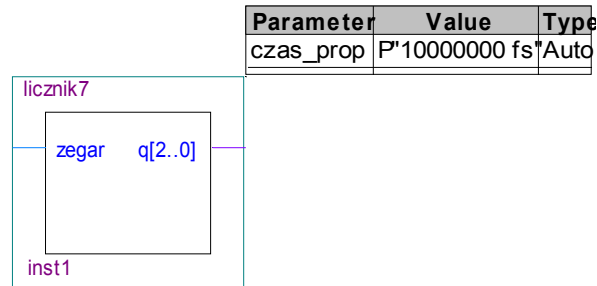 Parameter Value Type
czas_prop P"10000000 fs" Auto
licznik7
zegar q[2..0]
inst1